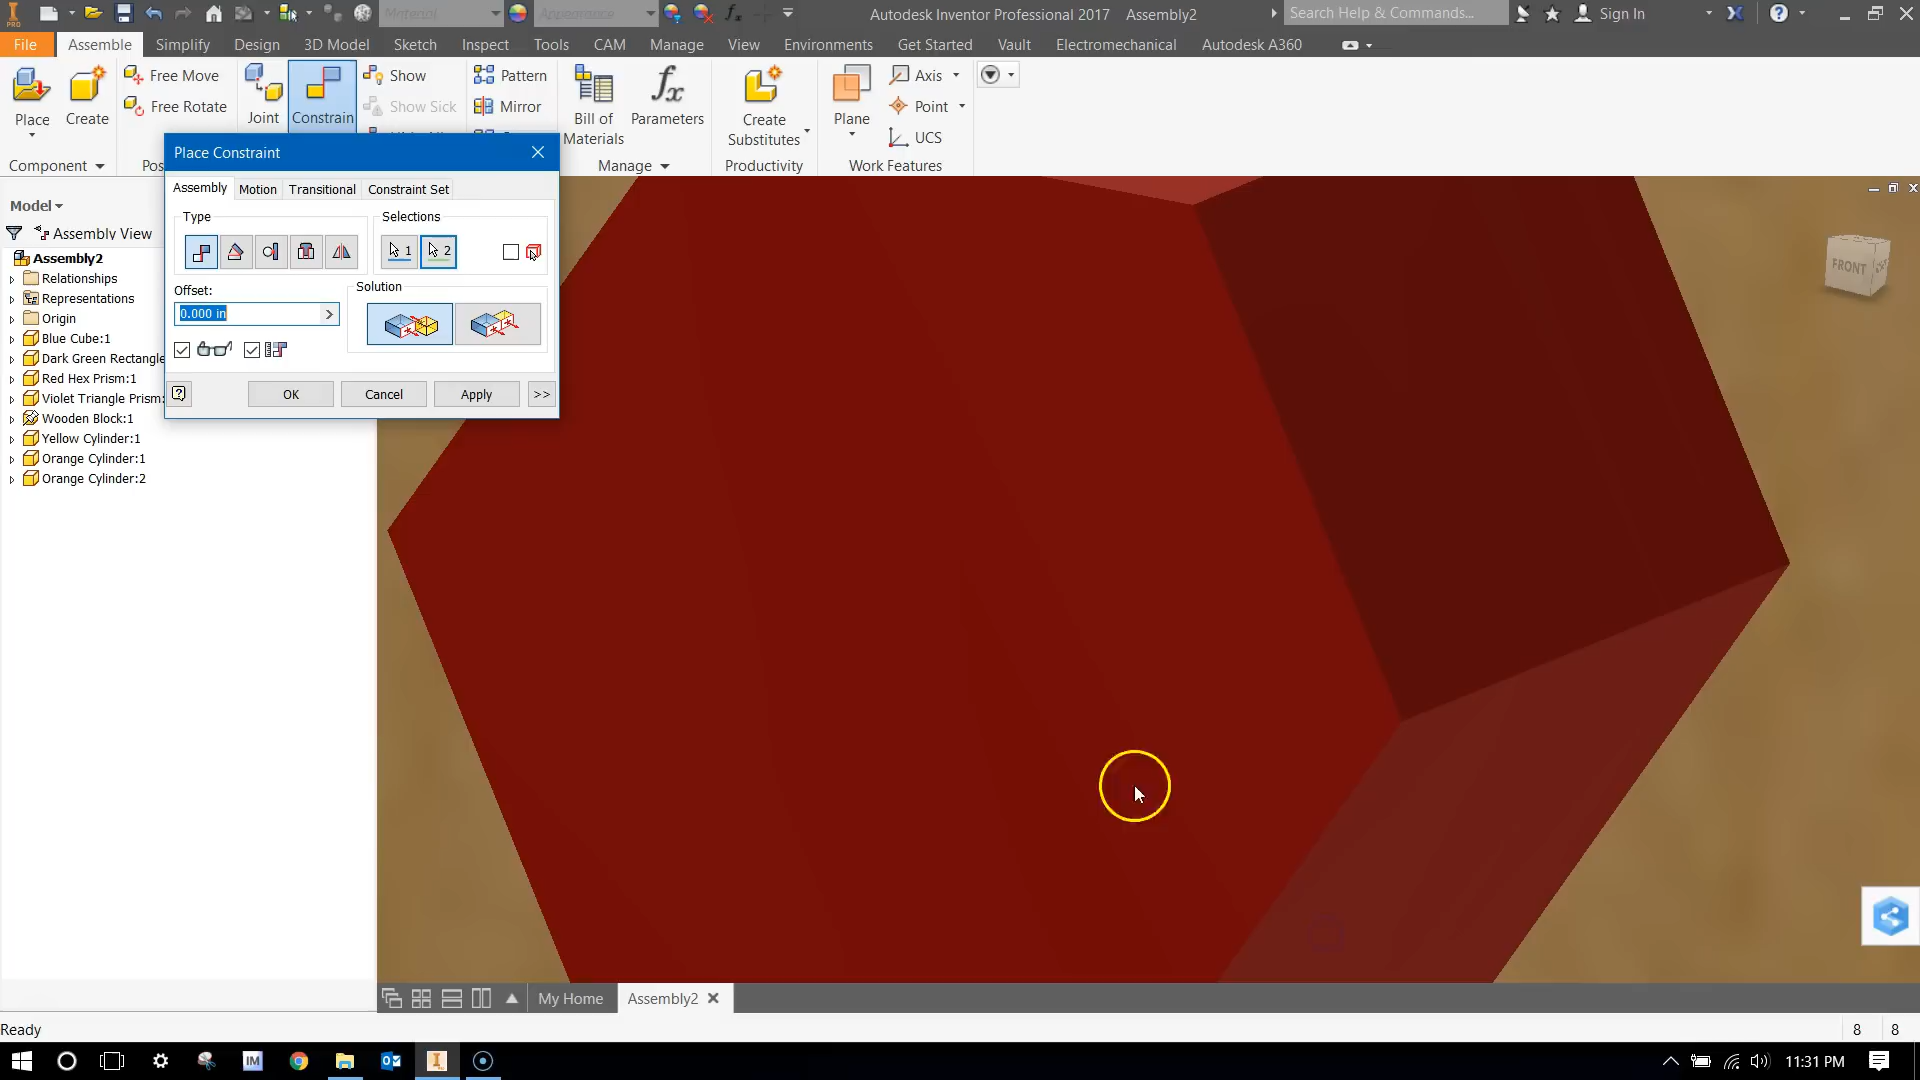 Material
Appearance
Autodesk Inventor Professional 2017 Assembly2
Search Help & Commands...
Sign In
File Assemble Simplify Design 3D Model Sketch Inspect Tools CAM Manage View Environments Get Started Vault Electromechanical Autodesk A360
Place
Create
Free Move
Free Rotate
Joint
Constrain
Show
Show Sick
Pattern
Mirror
Bill of
Materials
fx
Parameters
Create
Substitutes
Plane
Axis
Point
UCS
Component
Manage
Productivity
Work Features
Place Constraint
Assembly Motion Transitional Constraint Set
Type
Selections
1
2
Offset:
0.000 in
Solution
OK
Cancel
Apply
>>
Model
Assembly View
Assembly2
Relationships
Representations
Origin
Blue Cube:1
Dark Green Rectangle
Red Hex Prism:1
Violet Triangle Prism:
Wooden Block:1
Yellow Cylinder:1
Orange Cylinder:1
Orange Cylinder:2
FRONT
My Home
Assembly2
Ready
8 8
11:31 PM